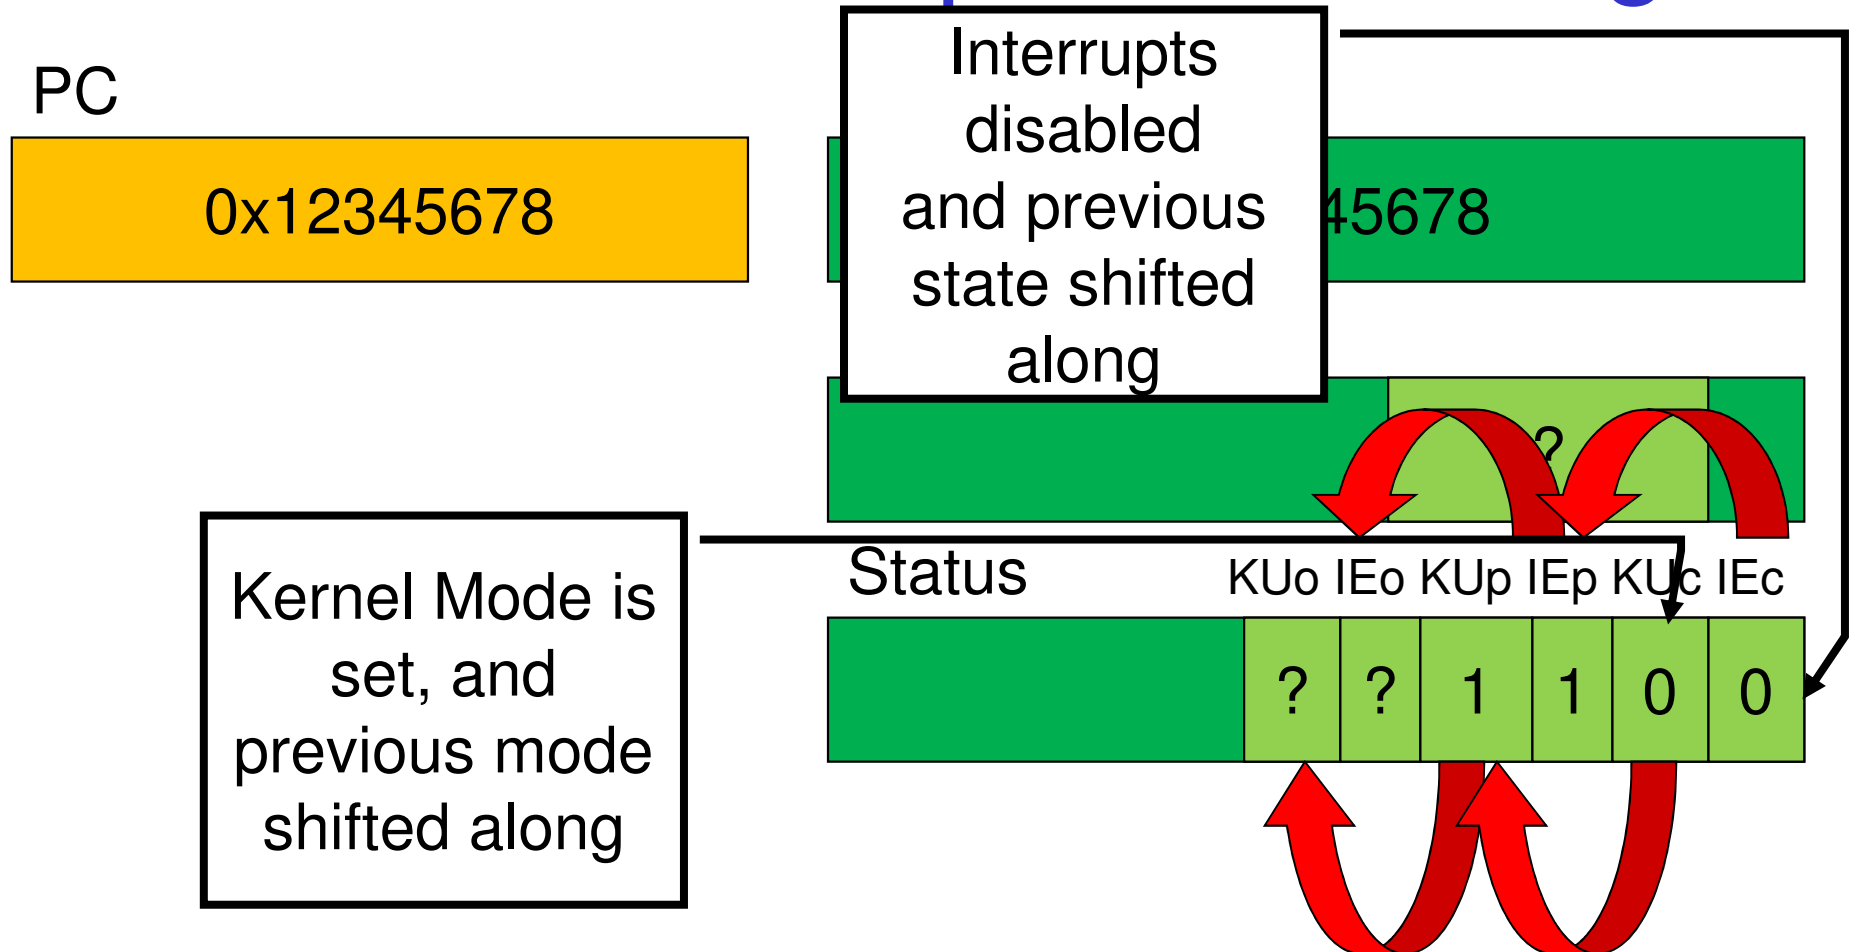 PC
Interrupts
disabled
and previous
state shifted
along
0x12345678
45678
?
Kernel Mode is
set, and
previous mode
shifted along
Status
KUo IEo KUp IEp KUc IEc
? ? 1 1 0 0